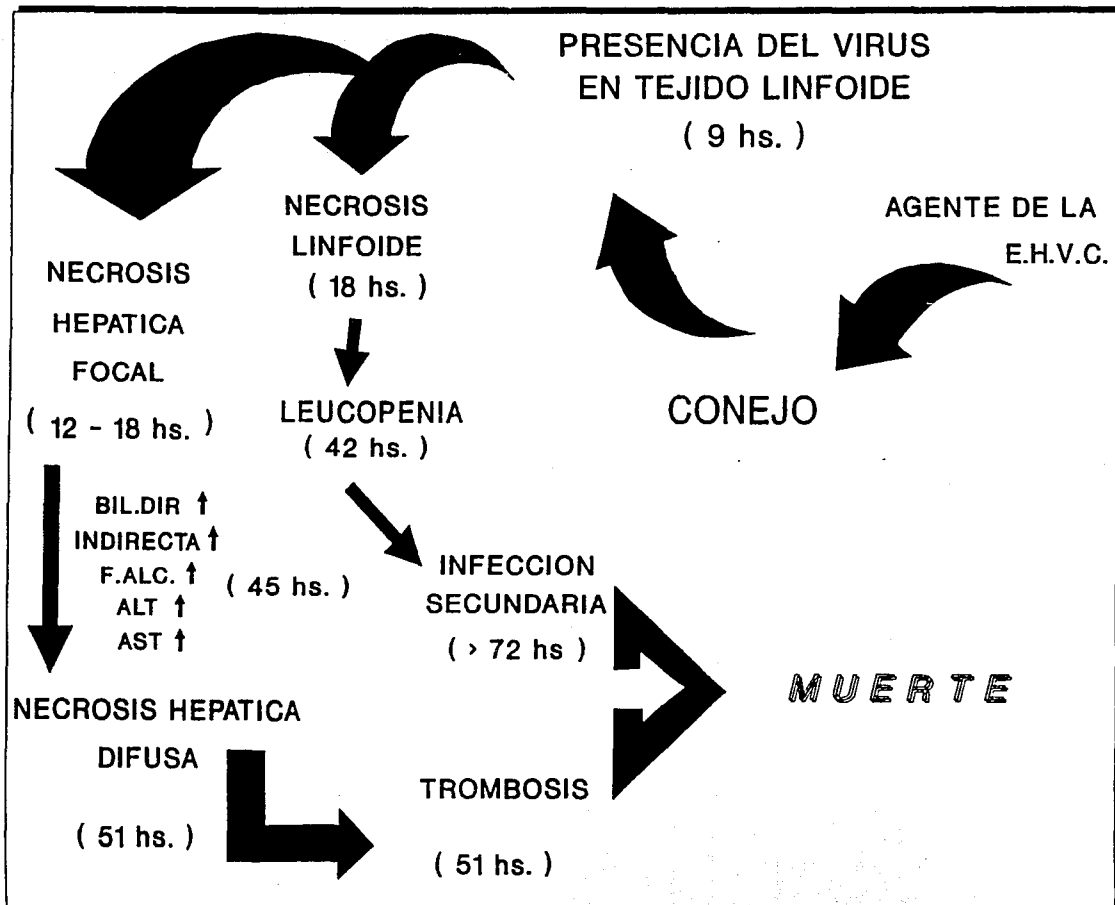 PRESENCIA DEL VIRUS
EN TEJIDO LINFOIDE
( 9 hs. )
AGENTE DE LA
E.H.V.C.
CONEJO
NECROSIS
LINFOIDE
( 18 hs. )
LEUCOPENIA
( 42 hs. )
INFECCION
SECUNDARIA
( > 72 hs )
NECROSIS
HEPATICA
FOCAL
( 12 - 18 hs. )
BIL.DIR ↑
INDIRECTA ↑
F.ALC. ↑
ALT ↑
AST ↑
( 45 hs. )
NECROSIS HEPATICA
DIFUSA
( 51 hs. )
TROMBOSIS
( 51 hs. )
MUERTE